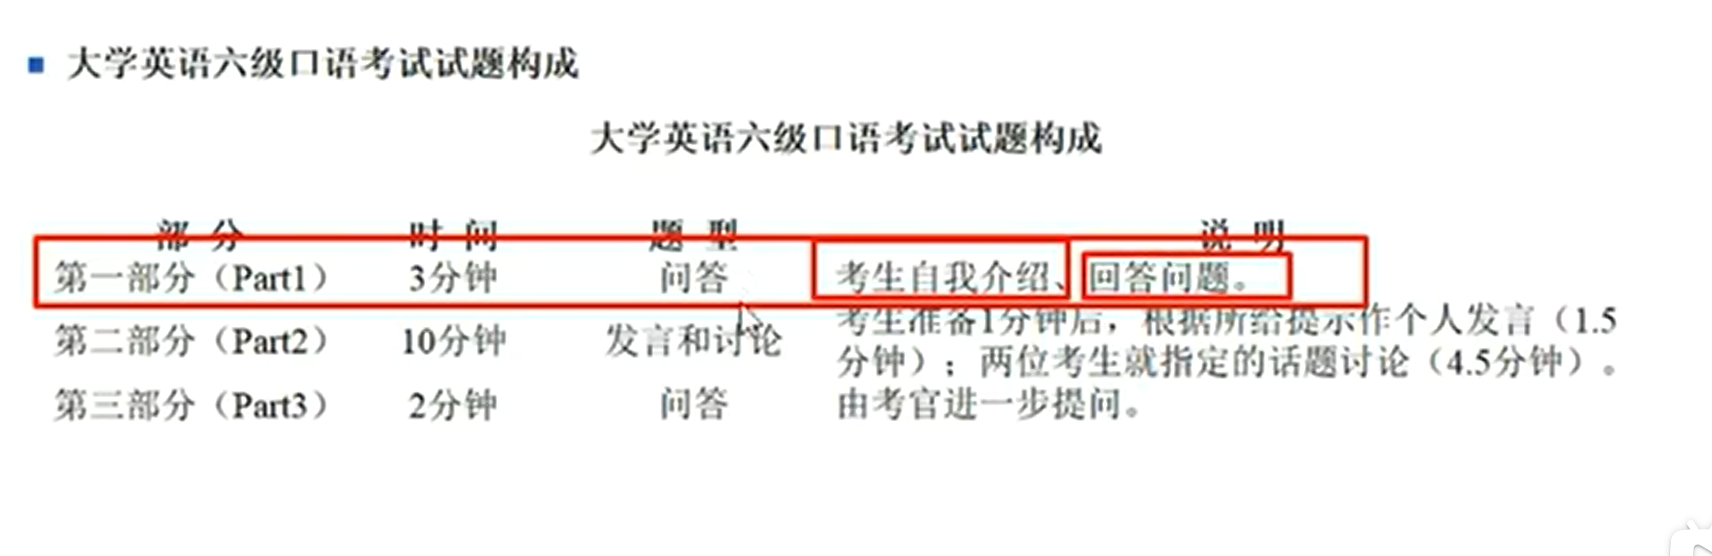 大学英语六级口语考试试题构成
大学英语六级口语考试试题构成
部 分 时 间 题 型 说 明
第一部分（Part1） 3分钟 问答 考生自我介绍、回答问题。
第二部分（Part2） 10分钟 发言和讨论 考生准备1分钟后，根据所给提示作个人发言（1.5
分钟）；两位考生就指定的话题讨论（4.5分钟）。
第三部分（Part3） 2分钟 问答 由考官进一步提问。